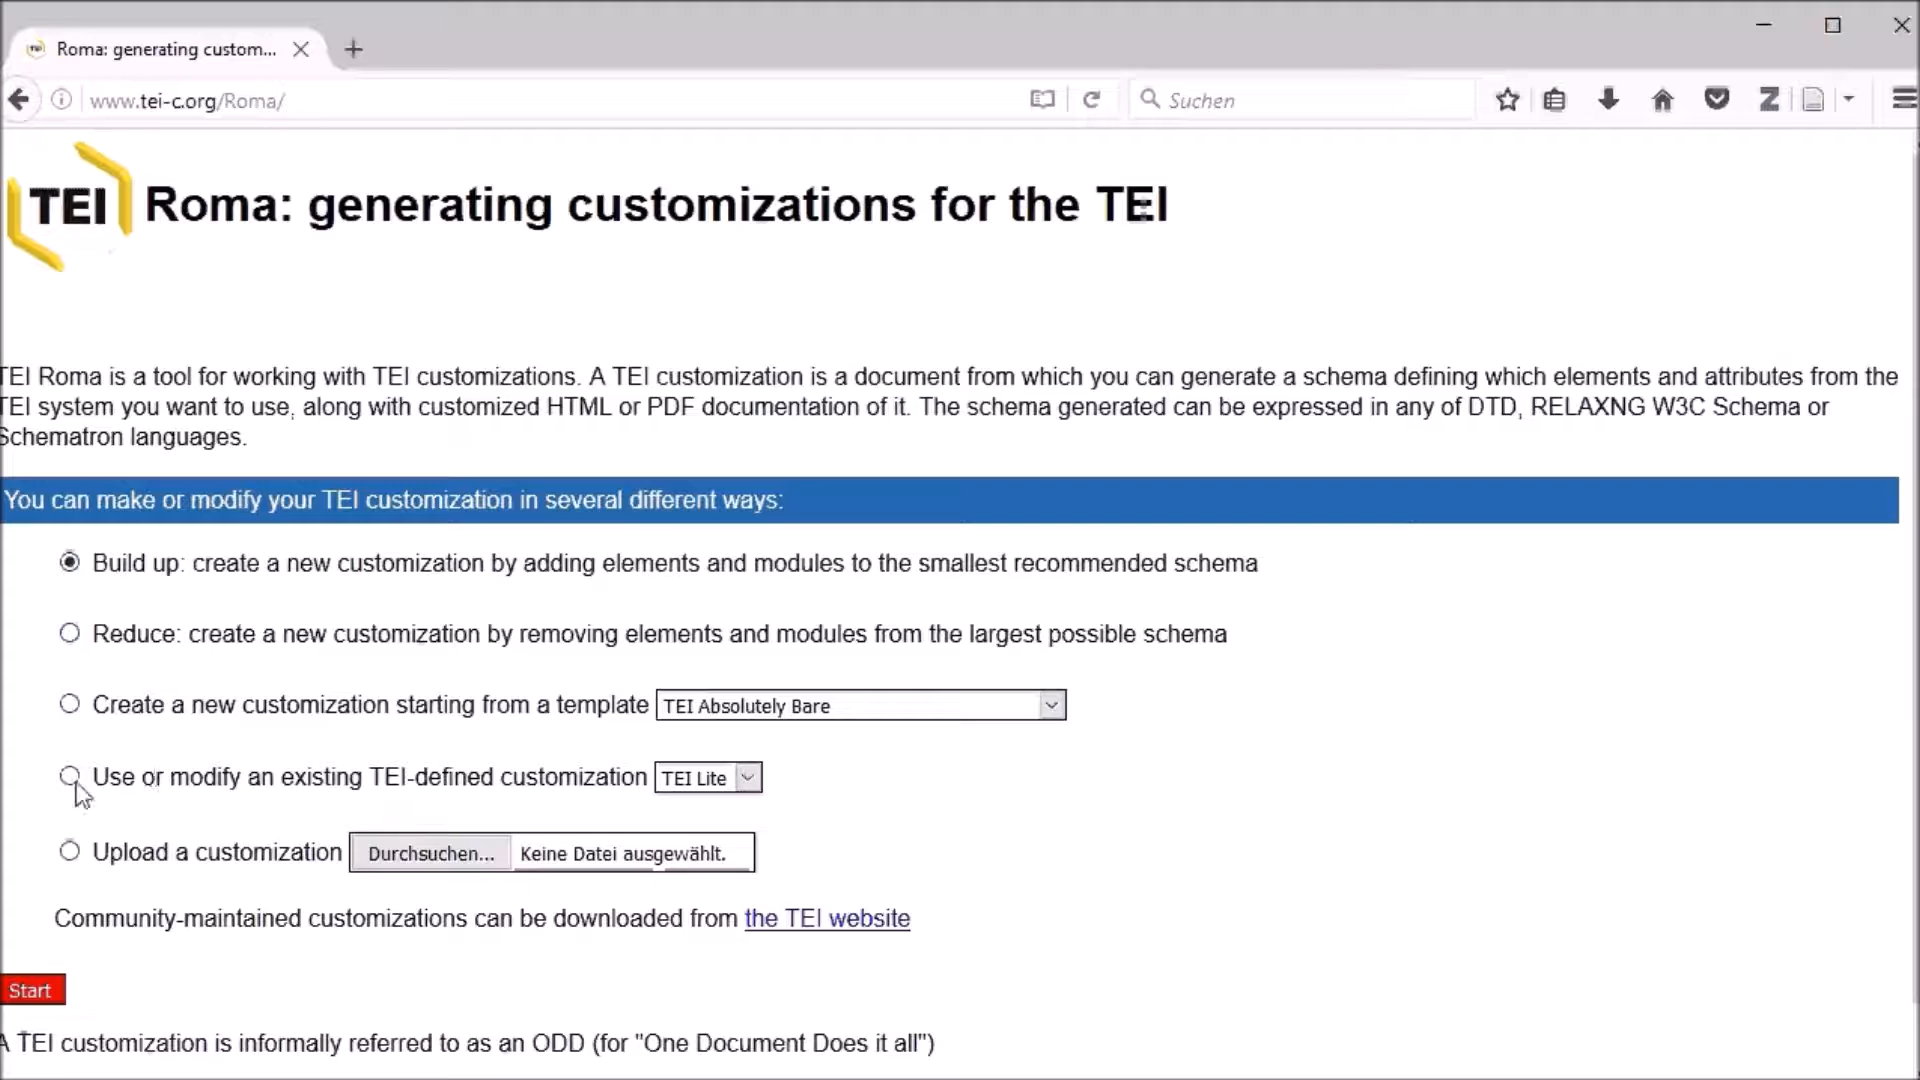 Roma: generating custom...
www.tei-c.org/Roma/
Suchen
TEI
Roma: generating customizations for the TEI
TEI Roma is a tool for working with TEI customizations. A TEI customization is a document from which you can generate a schema defining which elements and attributes from the
TEI system you want to use, along with customized HTML or PDF documentation of it. The schema generated can be expressed in any of DTD, RELAXNG W3C Schema or
Schematron languages.
You can make or modify your TEI customization in several different ways:
Build up: create a new customization by adding elements and modules to the smallest recommended schema
Reduce: create a new customization by removing elements and modules from the largest possible schema
Create a new customization starting from a template TEI Absolutely Bare
Use or modify an existing TEI-defined customization TEI Lite
Upload a customization Durchsuchen... Keine Datei ausgewählt.
Community-maintained customizations can be downloaded from the TEI website
Start
A TEI customization is informally referred to as an ODD (for "One Document Does it all")